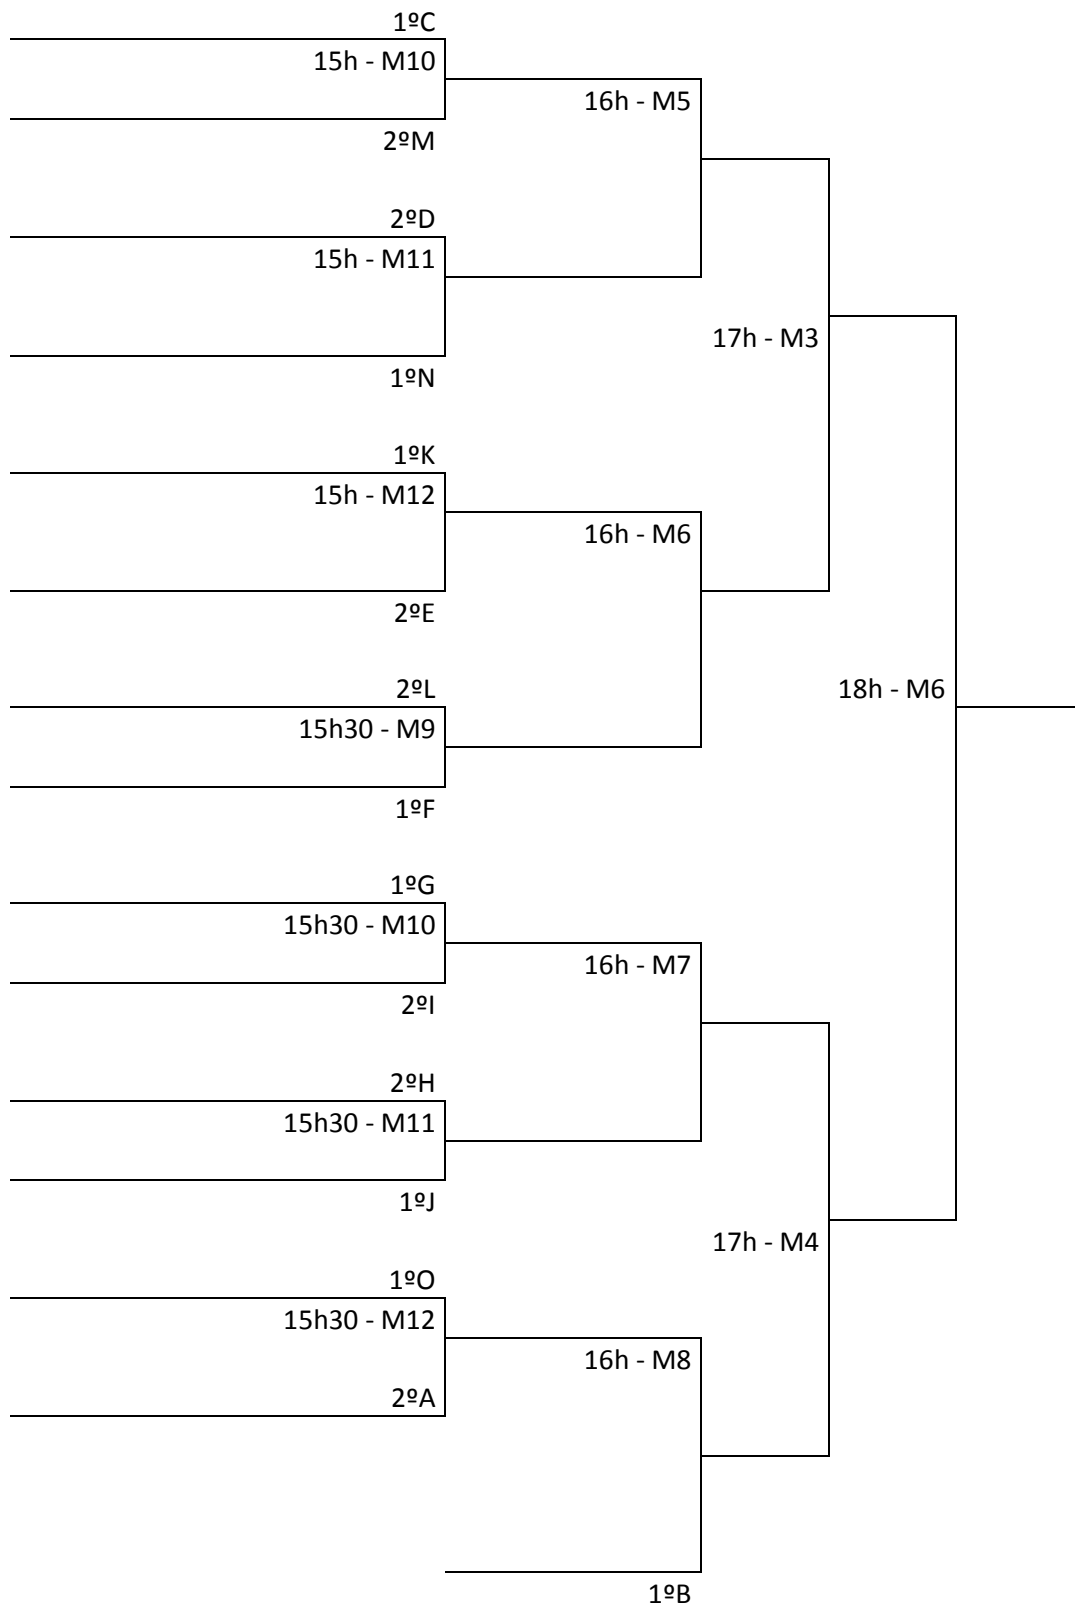 1ºC
15h - M10
16h - M5
2ºM
2ºD
15h - M11
17h - M3
1ºN
1ºK
15h - M12
16h - M6
2ºE
2ºL
18h - M6
15h30 - M9
1ºF
1ºG
15h30 - M10
16h - M7
2ºI
2ºH
15h30 - M11
1ºJ
17h - M4
1ºO
15h30 - M12
16h - M8
2ºA
1ºB